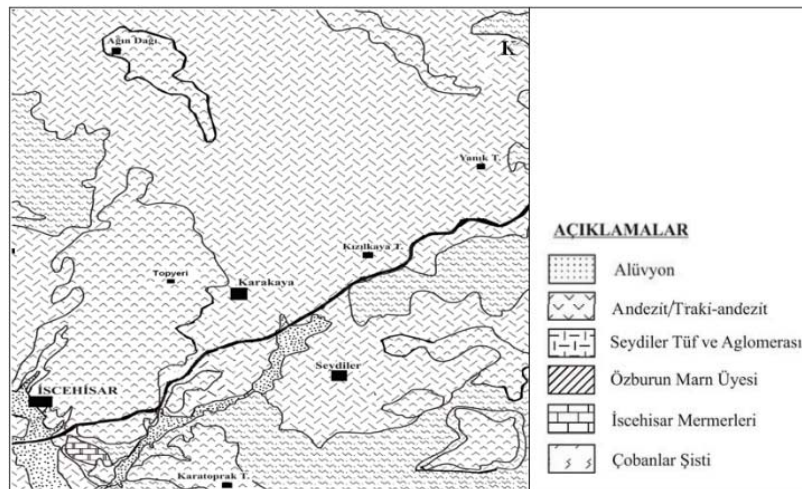 Ağın Dağı
K
Yanık T.
Kızılkaya T.
Topyeri
Karakaya
Seydiler
İSCEHİSAR
Karatoprak T.
AÇIKLAMALAR
Alüvyon
Andezit/Traki-andezit
Seydiler Tüf ve Aglomerası
Özburun Marn Üyesi
İscehisar Mermerleri
Çobanlar Şisti